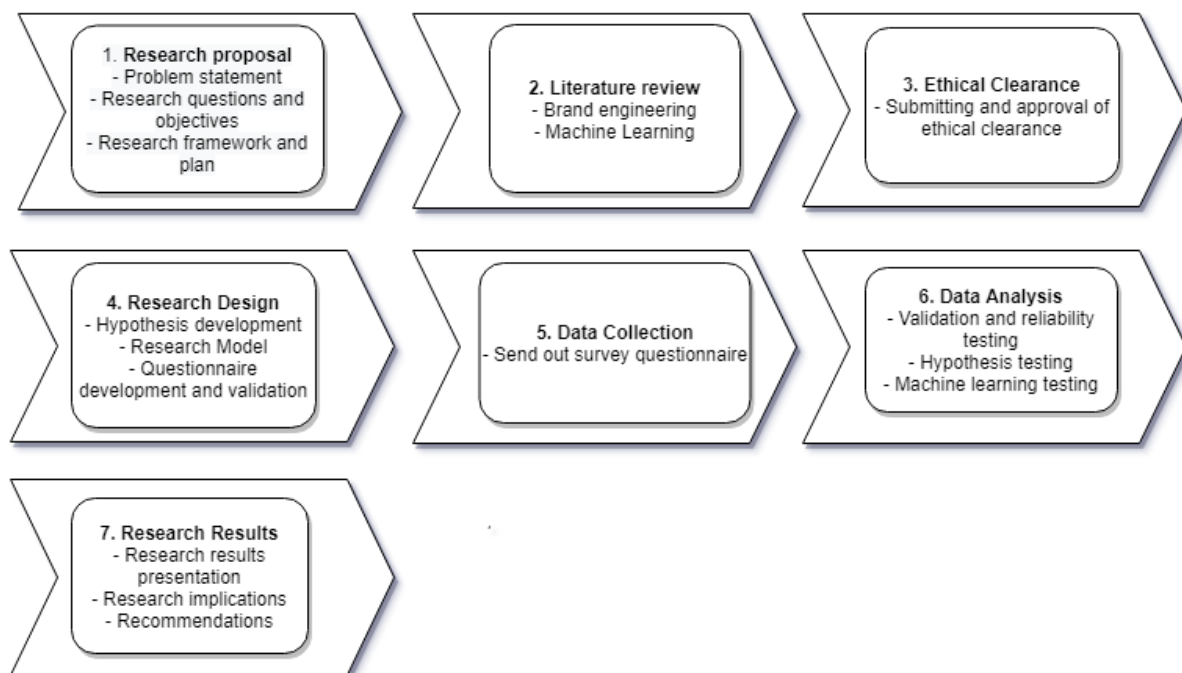 1. Research proposal
- Problem statement
- Research questions and
objectives
- Research framework and
plan
2. Literature review
- Brand engineering
- Machine Learning
3. Ethical Clearance
- Submitting and approval of
ethical clearance
4. Research Design
- Hypothesis development
- Research Model
- Questionnaire
development and validation
5. Data Collection
- Send out survey questionnaire
6. Data Analysis
- Validation and reliability
testing
- Hypothesis testing
- Machine learning testing
7. Research Results
- Research results
presentation
- Research implications
- Recommendations